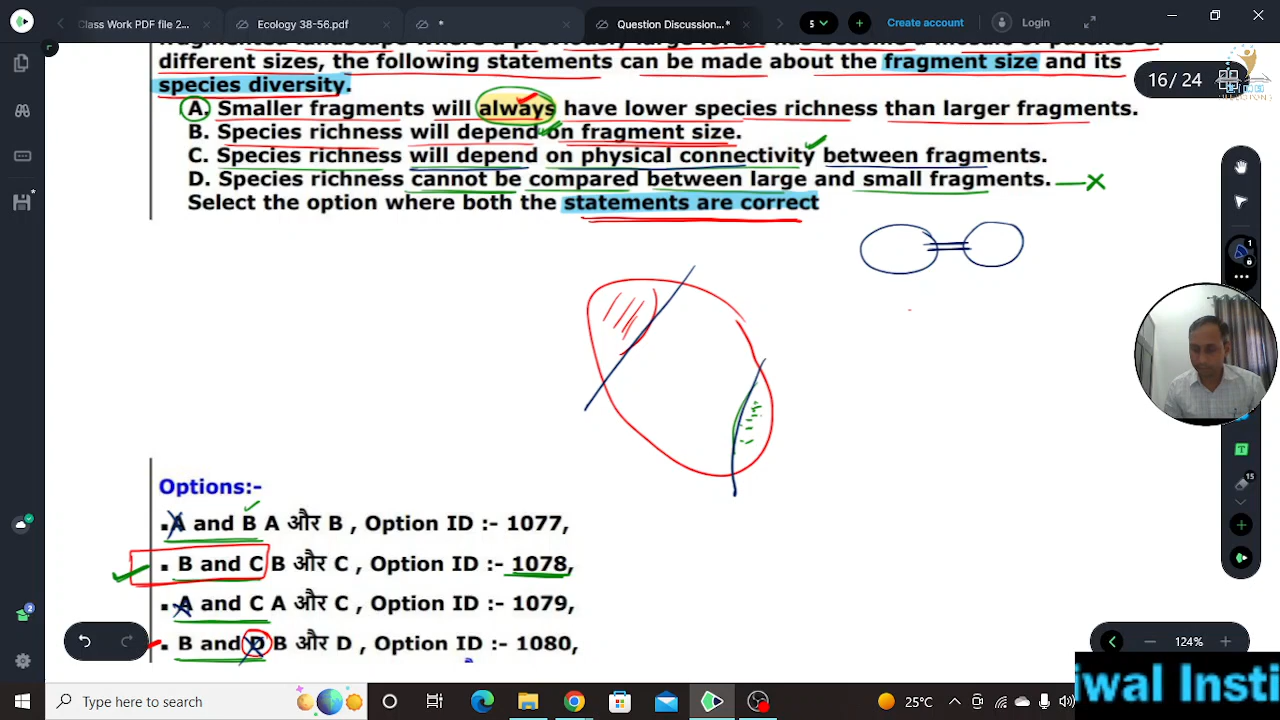 Class Work PDF file 2...
Ecology 38-56.pdf
*
Question Discussion...*
5
Create account
Login
different sizes, the following statements can be made about the fragment size and its
species diversity.
16 / 24
A. Smaller fragments will always have lower species richness than larger fragments.
B. Species richness will depend on fragment size.
C. Species richness will depend on physical connectivity between fragments.
D. Species richness cannot be compared between large and small fragments.
Select the option where both the statements are correct
1
T
15
Options:-
A and B A और B , Option ID :- 1077,
B and C B और C , Option ID :- 1078,
A and C A और C , Option ID :- 1079,
B and D B और D , Option ID :- 1080,
2
124%
iwal Insti
Type here to search
25°C